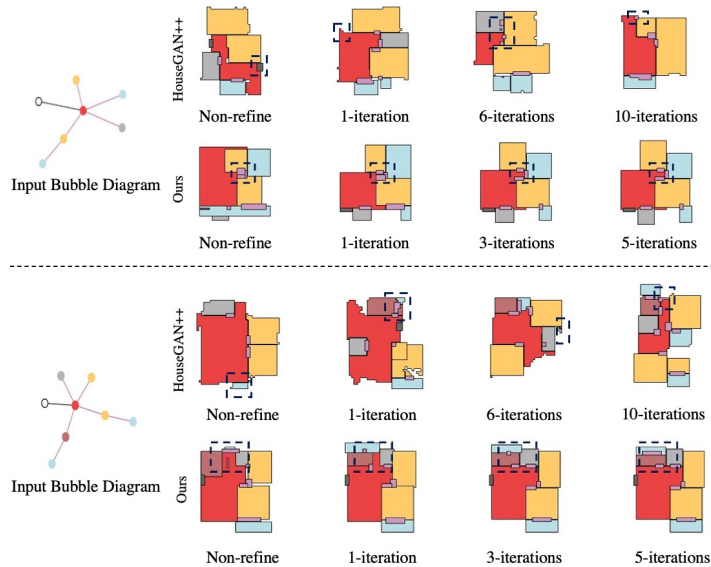 HouseGAN++
Non-refine
1-iteration
6-iterations
10-iterations
Input Bubble Diagram
Ours
Non-refine
1-iteration
3-iterations
5-iterations
HouseGAN++
Non-refine
1-iteration
6-iterations
10-iterations
Input Bubble Diagram
Ours
Non-refine
1-iteration
3-iterations
5-iterations